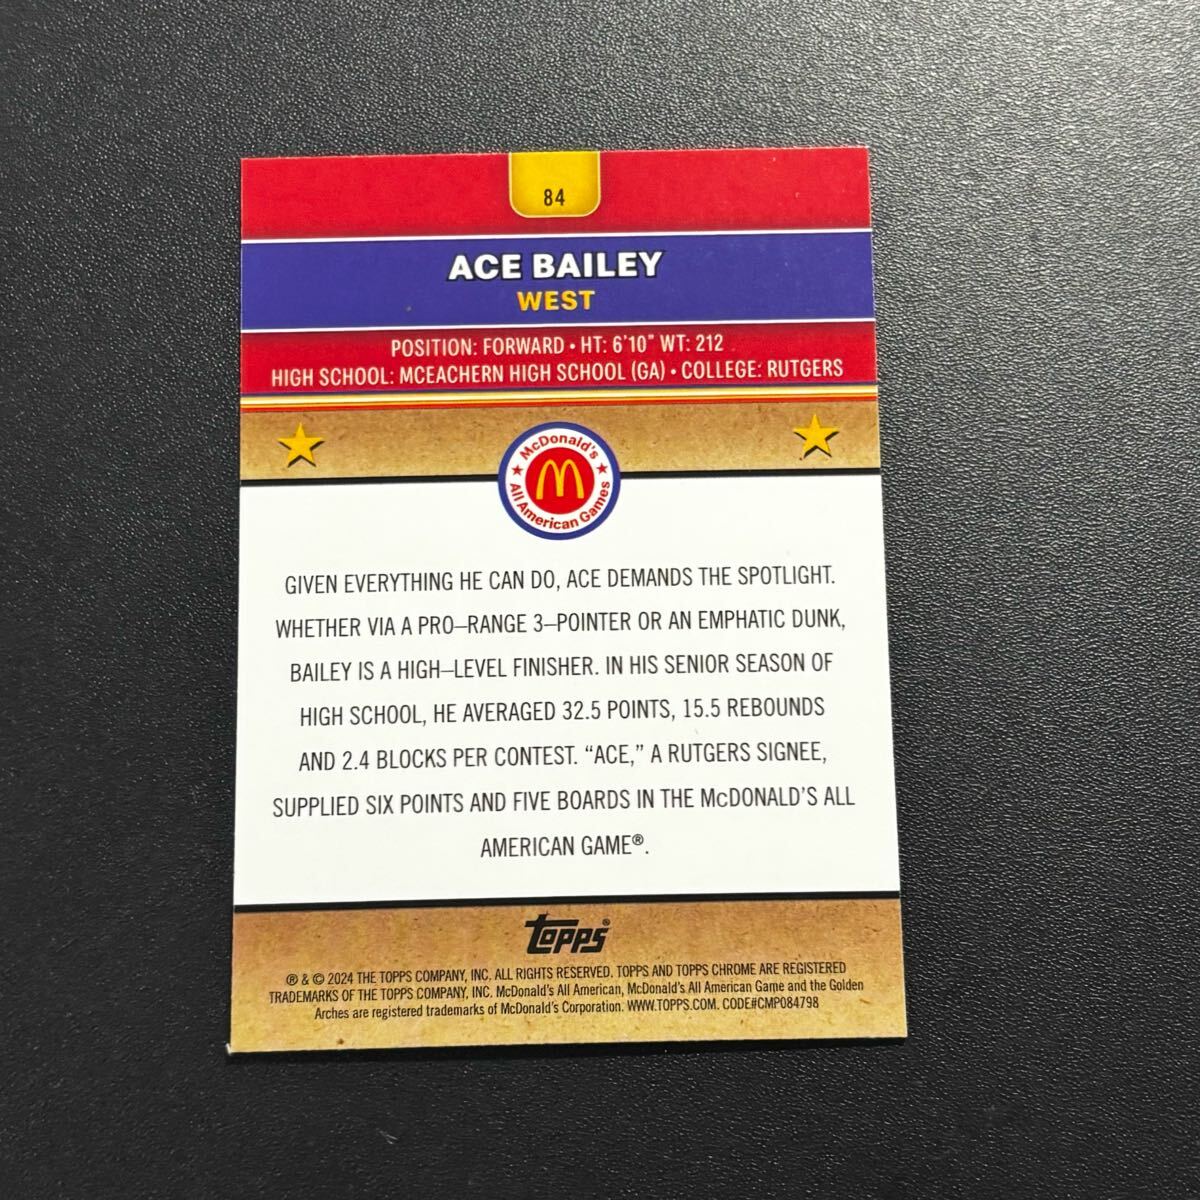 84
ACE BAILEY
WEST
POSITION: FORWARD • HT: 6'10" WT: 212
HIGH SCHOOL: MCEACHERN HIGH SCHOOL (GA) • COLLEGE: RUTGERS
McDonald's
All American Games
GIVEN EVERYTHING HE CAN DO, ACE DEMANDS THE SPOTLIGHT.
WHETHER VIA A PRO–RANGE 3–POINTER OR AN EMPHATIC DUNK,
BAILEY IS A HIGH–LEVEL FINISHER. IN HIS SENIOR SEASON OF
HIGH SCHOOL, HE AVERAGED 32.5 POINTS, 15.5 REBOUNDS
AND 2.4 BLOCKS PER CONTEST. “ACE,” A RUTGERS SIGNEE,
SUPPLIED SIX POINTS AND FIVE BOARDS IN THE McDONALD'S ALL
AMERICAN GAME®.
topps®
® & © 2024 THE TOPPS COMPANY, INC. ALL RIGHTS RESERVED. TOPPS AND TOPPS CHROME ARE REGISTERED
TRADEMARKS OF THE TOPPS COMPANY, INC. McDonald's All American, McDonald's All American Game and the Golden
Arches are registered trademarks of McDonald's Corporation. WWW.TOPPS.COM. CODE#CMP084798